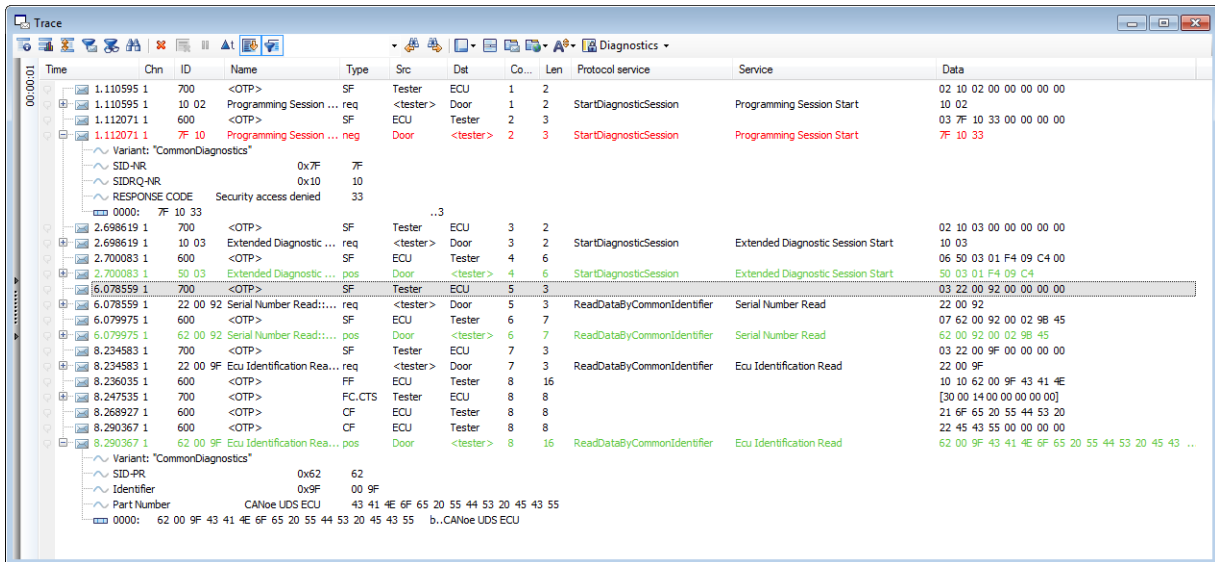 Trace
Diagnostics
00:00:01
Time Chn ID Name Type Src Dst Co... Len Protocol service Service Data
1.110595 1 700 <OTP> SF Tester ECU 1 2 02 10 02 00 00 00 00 00
1.110595 1 10 02 Programming Session ... req <tester> Door 1 2 StartDiagnosticSession Programming Session Start 10 02
1.112071 1 600 <OTP> SF ECU Tester 2 3 03 7F 10 33 00 00 00 00
1.112071 1 7F 10 Programming Session ... neg Door <tester> 2 3 StartDiagnosticSession Programming Session Start 7F 10 33
Variant: "CommonDiagnostics"
SID-NR 0x7F 7F
SIDRQ-NR 0x10 10
RESPONSE CODE Security access denied 33
0000: 7F 10 33 ..3
2.698619 1 700 <OTP> SF Tester ECU 3 2 02 10 03 00 00 00 00 00
2.698619 1 10 03 Extended Diagnostic ... req <tester> Door 3 2 StartDiagnosticSession Extended Diagnostic Session Start 10 03
2.700083 1 600 <OTP> SF ECU Tester 4 6 06 50 03 01 F4 09 C4 00
2.700083 1 50 03 Extended Diagnostic ... pos Door <tester> 4 6 StartDiagnosticSession Extended Diagnostic Session Start 50 03 01 F4 09 C4
6.078559 1 700 <OTP> SF Tester ECU 5 3 03 22 00 92 00 00 00 00
6.078559 1 22 00 92 Serial Number Read::... req <tester> Door 5 3 ReadDataByCommonIdentifier Serial Number Read 22 00 92
6.079975 1 600 <OTP> SF ECU Tester 6 7 07 62 00 92 00 02 9B 45
6.079975 1 62 00 92 Serial Number Read::... pos Door <tester> 6 7 ReadDataByCommonIdentifier Serial Number Read 62 00 92 00 02 9B 45
8.234583 1 700 <OTP> SF Tester ECU 7 3 03 22 00 9F 00 00 00 00
8.234583 1 22 00 9F Ecu Identification Rea... req <tester> Door 7 3 ReadDataByCommonIdentifier Ecu Identification Read 22 00 9F
8.236035 1 600 <OTP> FF ECU Tester 8 16 10 10 62 00 9F 43 41 4E
8.247535 1 700 <OTP> FC.CTS Tester ECU 8 8 [30 00 14 00 00 00 00 00]
8.268927 1 600 <OTP> CF ECU Tester 8 8 21 6F 65 20 55 44 53 20
8.290367 1 600 <OTP> CF ECU Tester 8 8 22 45 43 55 00 00 00 00
8.290367 1 62 00 9F Ecu Identification Rea... pos Door <tester> 8 16 ReadDataByCommonIdentifier Ecu Identification Read 62 00 9F 43 41 4E 6F 65 20 55 44 53 20 45 43 ..
Variant: "CommonDiagnostics"
SID-PR 0x62 62
Identifier 0x9F 00 9F
Part Number CANoe UDS ECU 43 41 4E 6F 65 20 55 44 53 20 45 43 55
0000: 62 00 9F 43 41 4E 6F 65 20 55 44 53 20 45 43 55 b..CANoe UDS ECU